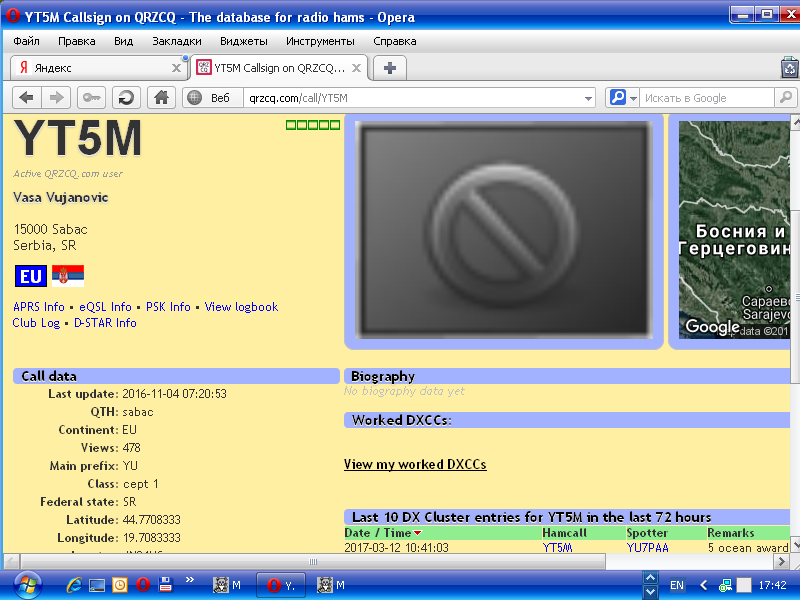 YT5M Callsign on QRZCQ - The database for radio hams - Opera
Файл Правка Вид Закладки Виджеты Инструменты Справка
Яндекс
YT5M Callsign on QRZCQ...
Веб
qrzcq.com/call/YT5M
Искать в Google
YT5M
Active QRZCQ.com user
Vasa Vujanovic
15000 Sabac
Serbia, SR
EU
APRS Info • eQSL Info • PSK Info • View logbook
Club Log • D-STAR Info
Босния и
Герцеговин
Сараево
Sarajevo
Google
data ©201
Call data
Last update: 2016-11-04 07:20:53
QTH: sabac
Continent: EU
Views: 478
Main prefix: YU
Class: cept 1
Federal state: SR
Latitude: 44.7708333
Longitude: 19.7083333
Biography
No biography data yet
Worked DXCCs:
View my worked DXCCs
Last 10 DX Cluster entries for YT5M in the last 72 hours
Date / Time Hamcall Spotter Remarks
2017-03-12 10:41:03 YT5M YU7PAA 5 ocean award
M
Y.
M
EN
17:42